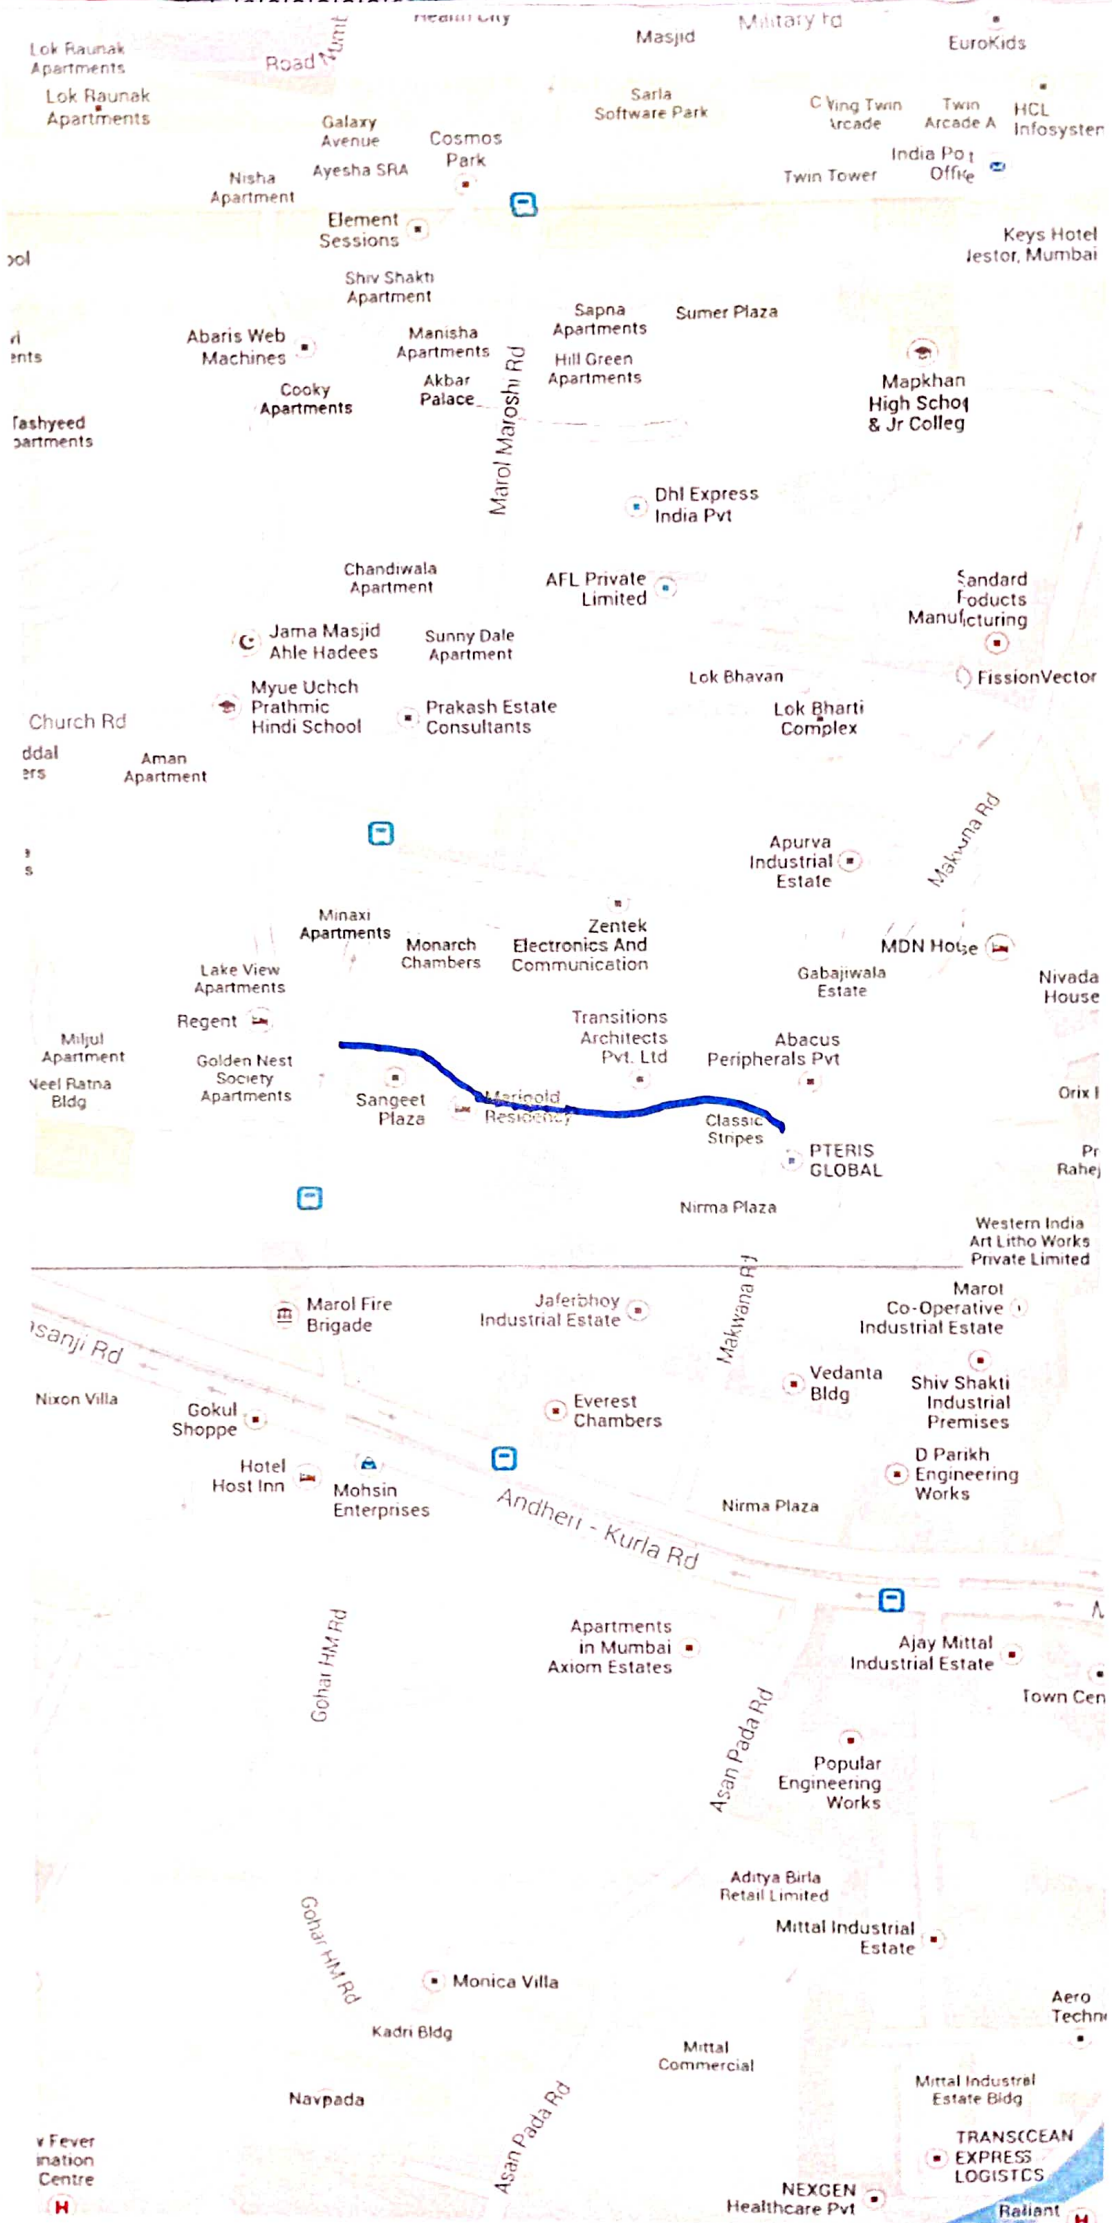 Health City
Military rd
Masjid
EuroKids
Lok Raunak
Apartments
Road
Lok Raunak
Apartments
Sarla
Software Park
Twin
Arcade A
HCL
Galaxy
Avenue
Cosmos
Park
Ayesha SRA
India
Twin Tower
Nisha
Apartment
Element
Sessions
Keys Hotel
Mumbai
Shiv Shakti
Apartment
Sapna
Apartments
Sumer Plaza
Abaris Web
Machines
Manisha
Apartments
Hill Green
Apartments
Marol Maroshi Rd
Cooky
Apartments
Akbar
Palace
Mapkhan
High
& Jr
Dhl Express
India Pvt
Chandiwala
Apartment
AFL Private
Limited
Jama Masjid
Ahle Hadees
Sunny Dale
Apartment
Lok Bhavan
FissionVector
Myue Uchch
Prathmic
Hindi School
Prakash Estate
Consultants
Lok Bharti
Complex
Church Rd
Aman
Apartment
Makwana Rd
Apurva
Industrial
Estate
Minaxi
Apartments
Monarch
Chambers
Zentek
Electronics And
Communication
MDN
Lake View
Apartments
Gabajiwala
Estate
Nivada
House
Regent
Transitions
Architects
Pvt. Ltd
Miljul
Apartment
Abacus
Peripherals Pvt
Golden Nest
Society
Apartments
Neel Ratna
Bldg
Sangeet
Plaza
Marigold
Residency
Orix
Classic
Stripes
PTERIS
GLOBAL
Nirma Plaza
Western India
Art Litho Works
Private Limited
Marol Fire
Brigade
Jaferbhoy
Industrial Estate
Makwana Rd
Marol
Co-Operative
Industrial Estate
Vedanta
Bldg
Shiv Shakti
Industrial
Premises
Nixon Villa
Gokul
Shoppe
Everest
Chambers
Hotel
Host Inn
Mohsin
Enterprises
D Parikh
Engineering
Works
Andheri - Kurla Rd
Nirma Plaza
Gohar HM Rd
Apartments
in Mumbai
Axiom Estates
Ajay Mittal
Industrial Estate
Town Cen
Asan Pada Rd
Popular
Engineering
Works
Aditya Birla
Retail Limited
Mittal Industrial
Estate
Gohar HM Rd
Monica Villa
Aero
Kadri Bldg
Mittal
Commercial
Mittal
Estate Bldg
Navpada
Asan Pada Rd
Fever
Centre
EXPRESS
NEXGEN
Healthcare Pvt
H